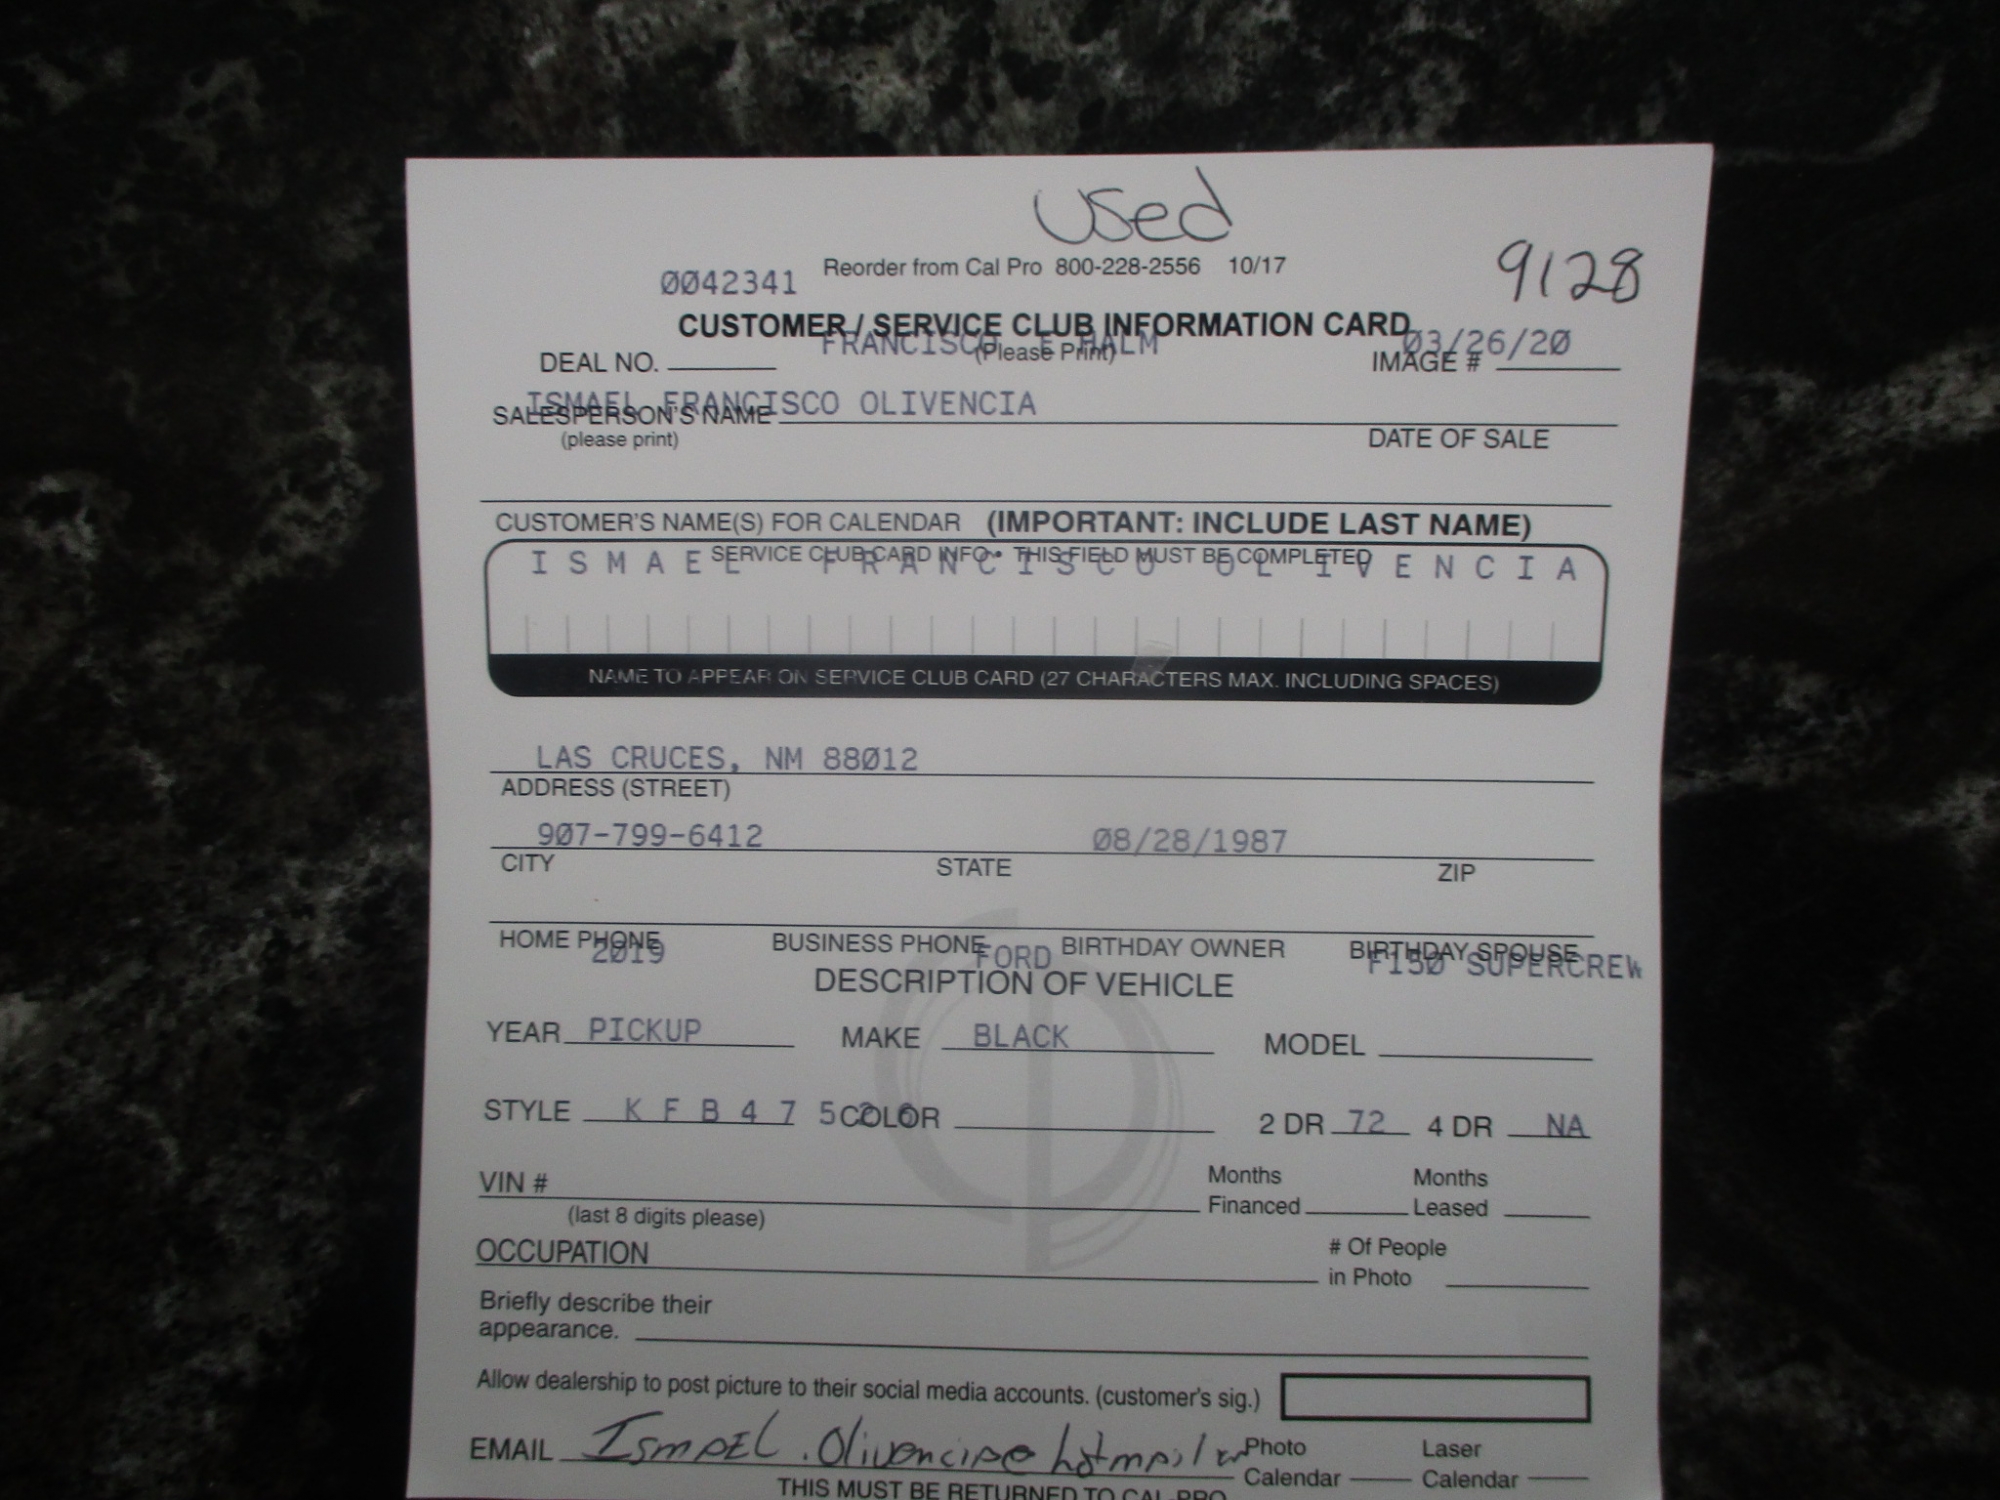 Used
Reorder from Cal Pro 800-228-2556 10/17
9128
0042341
CUSTOMER / SERVICE CLUB INFORMATION CARD
FRANCISCO E HALM
(Please Print)
03/26/20
DEAL NO.
IMAGE #
ISMAEL FRANCISCO OLIVENCIA
SALESPERSON'S NAME
(please print)
DATE OF SALE
CUSTOMER'S NAME(S) FOR CALENDAR (IMPORTANT: INCLUDE LAST NAME)
SERVICE CLUB CARD INFO • THIS FIELD MUST BE COMPLETED
ISMAEL FRANCISCO OLIVENCIA
NAME TO APPEAR ON SERVICE CLUB CARD (27 CHARACTERS MAX. INCLUDING SPACES)
LAS CRUCES, NM 88012
ADDRESS (STREET)
907-799-6412 08/28/1987
CITY STATE ZIP
HOME PHONE BUSINESS PHONE BIRTHDAY OWNER BIRTHDAY SPOUSE
2019 FORD F150 SUPERCREW
DESCRIPTION OF VEHICLE
YEAR PICKUP MAKE BLACK MODEL
STYLE K F B 4 7 5 COLOR 2 DR 72 4 DR NA
VIN #
(last 8 digits please)
Months Financed
Months Leased
OCCUPATION
# Of People in Photo
Briefly describe their
appearance.
Allow dealership to post picture to their social media accounts. (customer's sig.)
EMAIL Ismael.Olivencia
Photo Calendar
Laser Calendar
THIS MUST BE RETURNED TO CAL-PRO